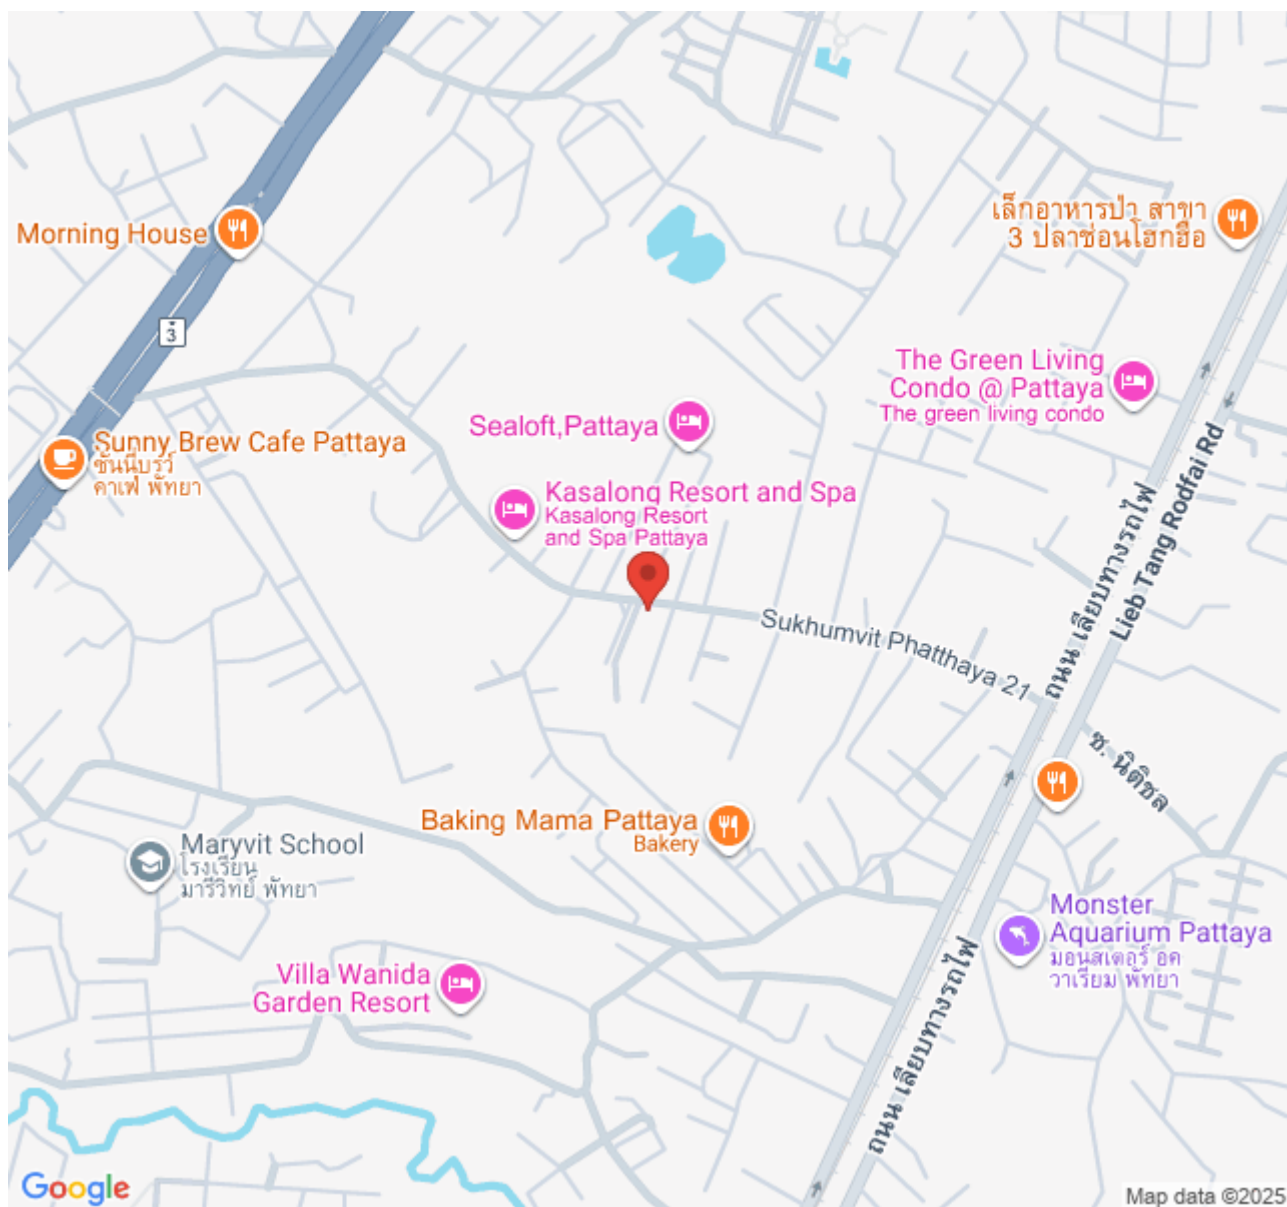 Morning House
เล็กอาหารป่า สาขา
3 ปลาช่อนโฮกฮือ
3
The Green Living
Condo @ Pattaya
The green living condo
Sealoft,Pattaya
Sunny Brew Cafe Pattaya
ซันนี่บรูว์
คาเฟ่ พัทยา
Kasalong Resort and Spa
Kasalong Resort
and Spa Pattaya
Lieb Tang Rodfai Rd
ถนน เลียบทางรถไฟ
Sukhumvit Phatthaya 21
ซ. นิติชล
Baking Mama Pattaya
Bakery
Maryvit School
โรงเรียน
มารีวิทย์ พัทยา
Monster
Aquarium Pattaya
มอนสเตอร์ อค
วาเรียม พัทยา
Villa Wanida
Garden Resort
ถนน เลียบทางรถไฟ
Google
Map data ©2025